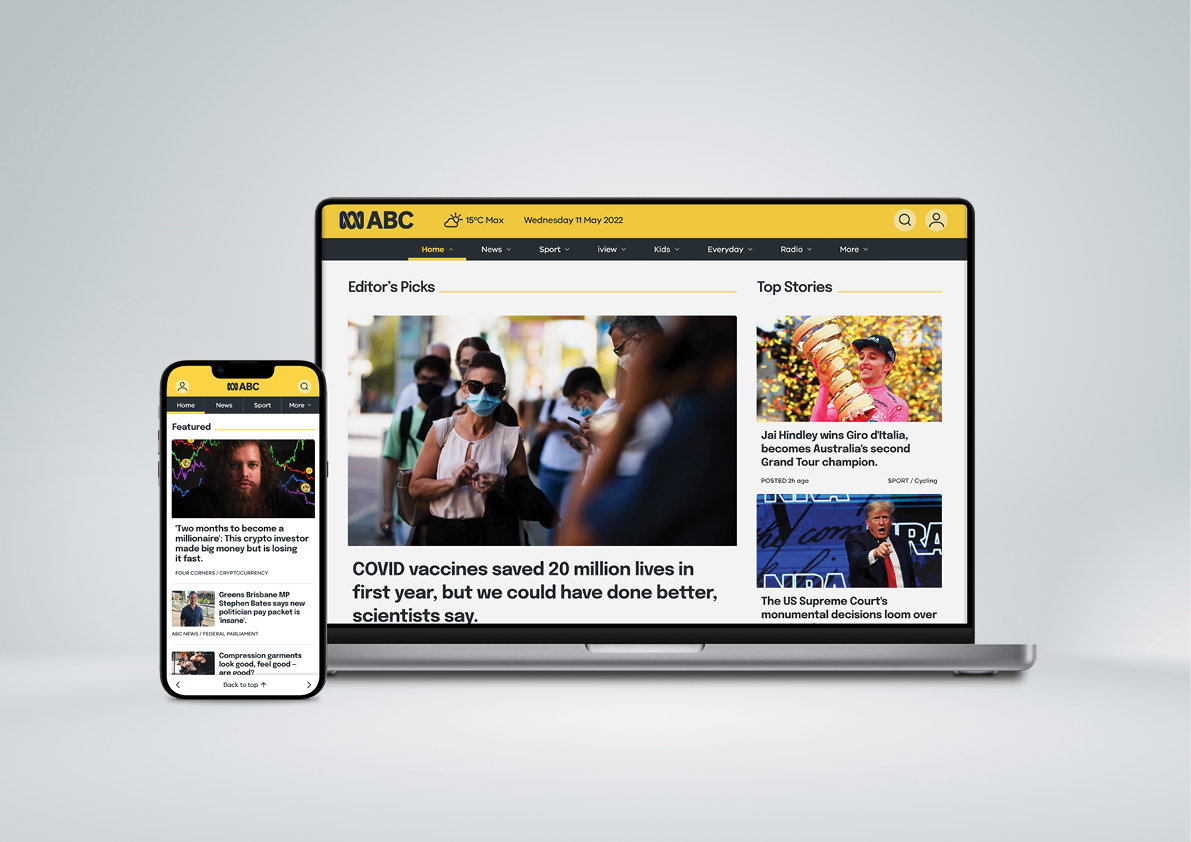 ABC
15°C Max
Wednesday 11 May 2022
Home
News
Sport
iview
Kids
Everyday
Radio
More
Editor's Picks
COVID vaccines saved 20 million lives in
first year, but we could have done better,
scientists say.
Top Stories
Jai Hindley wins Giro d'Italia,
becomes Australia's second
Grand Tour champion.
POSTED 2h ago
SPORT / Cycling
NRA
the com
RA
NRA
The US Supreme Court's
monumental decisions loom over
ABC
Home
News
Sport
More
Featured
'Two months to become a
millionaire': This crypto investor
made big money but is losing
it fast.
FOUR CORNERS / CRYPTOCURRENCY
Greens Brisbane MP
Stephen Bates says new
politician pay packet is
'insane'.
ABC NEWS / FEDERAL PARLIAMENT
Compression garments
look good, feel good –
are good?
Back to top